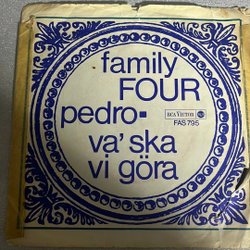 family
FOUR
pedro▪
RCA VICTOR
FAS 795
va' ska
vi göra